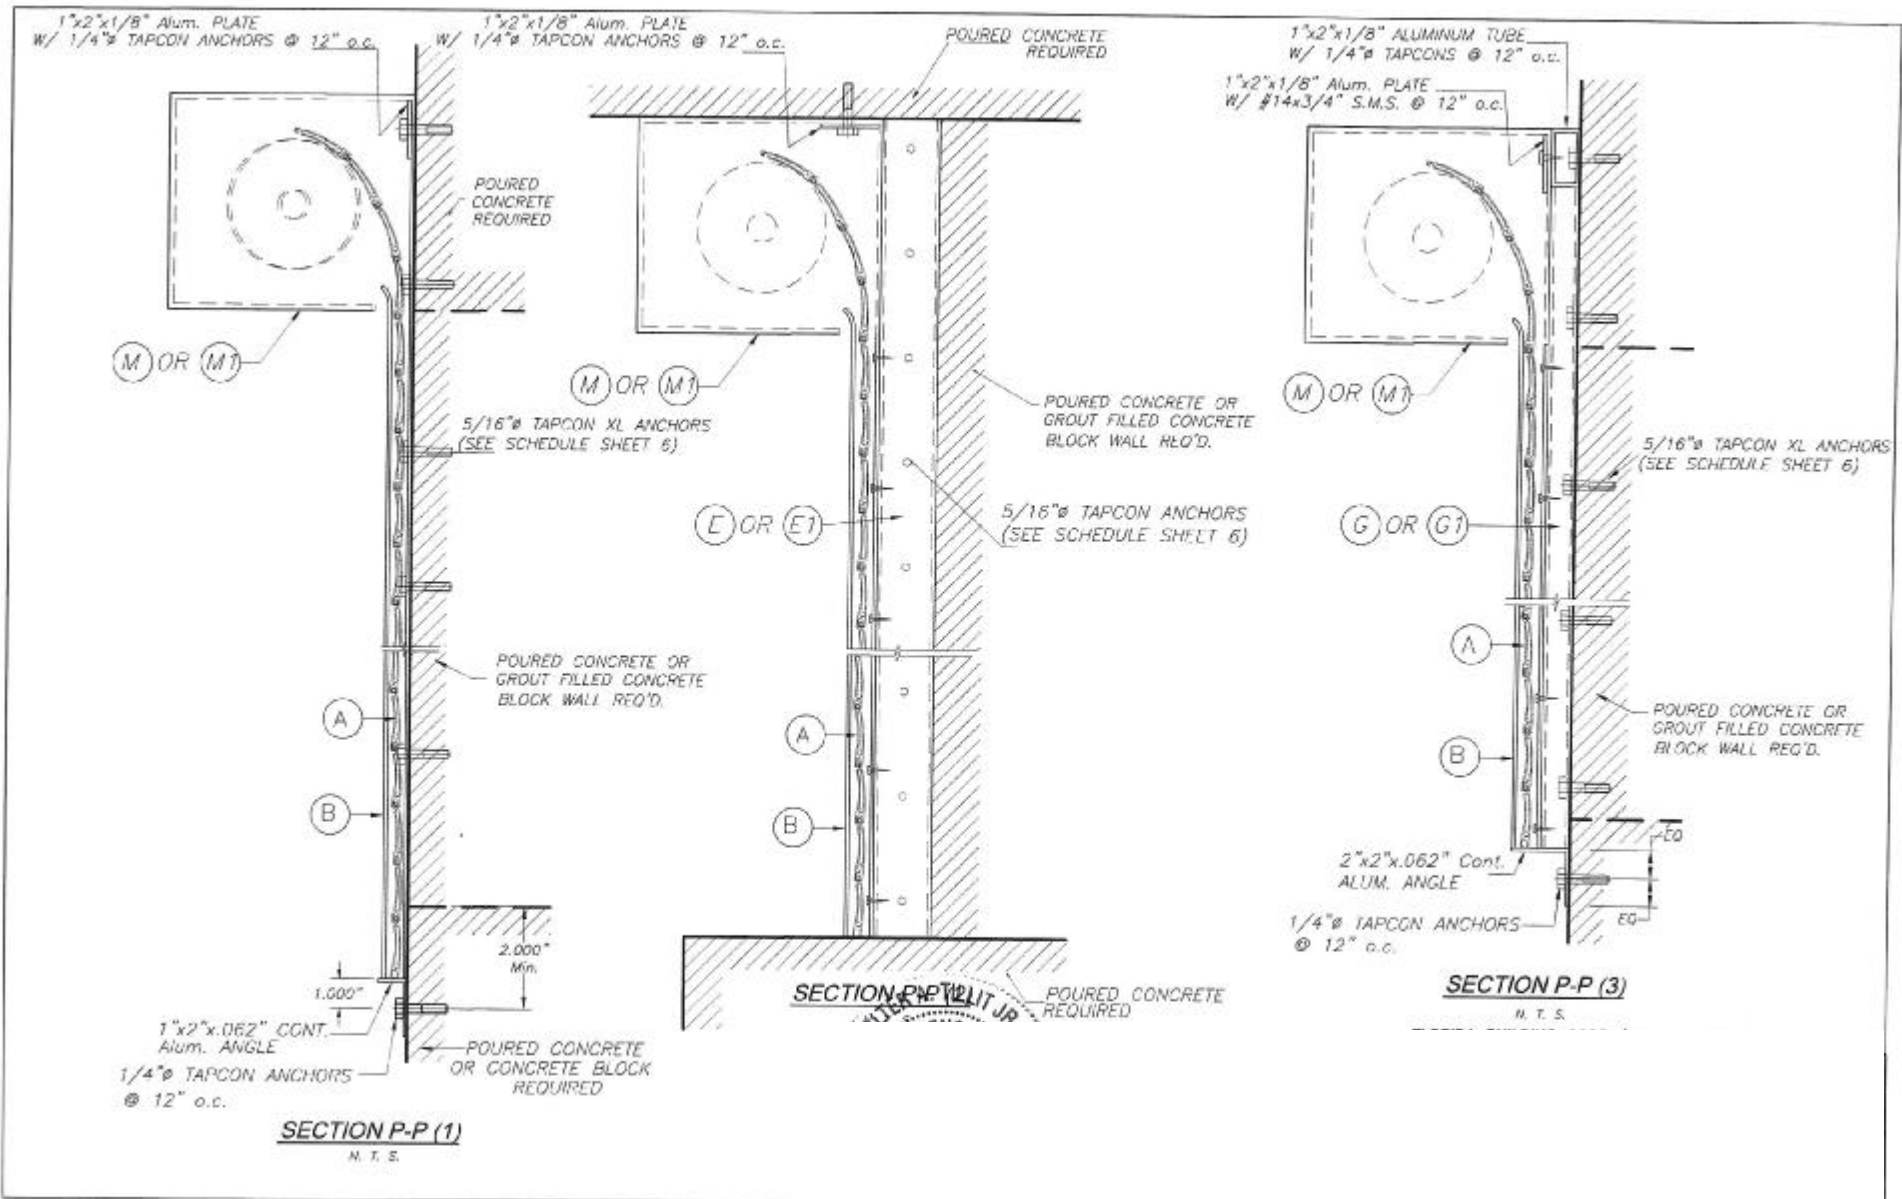 1"x2"x1/8" Alum. PLATE
W/ 1/4"ø TAPCON ANCHORS @ 12" o.c.
POURED
CONCRETE
REQUIRED
M OR M1
5/16"ø TAPCON XL ANCHORS
(SEE SCHEDULE SHEET 6)
POURED CONCRETE OR
GROUT FILLED CONCRETE
BLOCK WALL REQ'D.
A
B
2.000"
Min.
1.000"
1"x2"x.062" CONT.
Alum. ANGLE
1/4"ø TAPCON ANCHORS
@ 12" o.c.
POURED CONCRETE
OR CONCRETE BLOCK
REQUIRED
SECTION P-P (1)
N. T. S.
1"x2"x1/8" Alum. PLATE
W/ 1/4"ø TAPCON ANCHORS @ 12" o.c.
POURED CONCRETE
REQUIRED
M OR M1
POURED CONCRETE OR
GROUT FILLED CONCRETE
BLOCK WALL REQ'D.
E OR E1
5/16"ø TAPCON ANCHORS
(SEE SCHEDULE SHEET 6)
A
B
SECTION P-P (2)
TILLIT JR
POURED CONCRETE
REQUIRED
1"x2"x1/8" ALUMINUM TUBE
W/ 1/4"ø TAPCONS @ 12" o.c.
1"x2"x1/8" Alum. PLATE
W/ #14x3/4" S.M.S. @ 12" o.c.
M OR M1
5/16"ø TAPCON XL ANCHORS
(SEE SCHEDULE SHEET 6)
G OR G1
A
POURED CONCRETE OR
GROUT FILLED CONCRETE
BLOCK WALL REQ'D.
B
EQ
2"x2"x.062" Cont.
ALUM. ANGLE
1/4"ø TAPCON ANCHORS
@ 12" o.c.
EQ
SECTION P-P (3)
N. T. S.